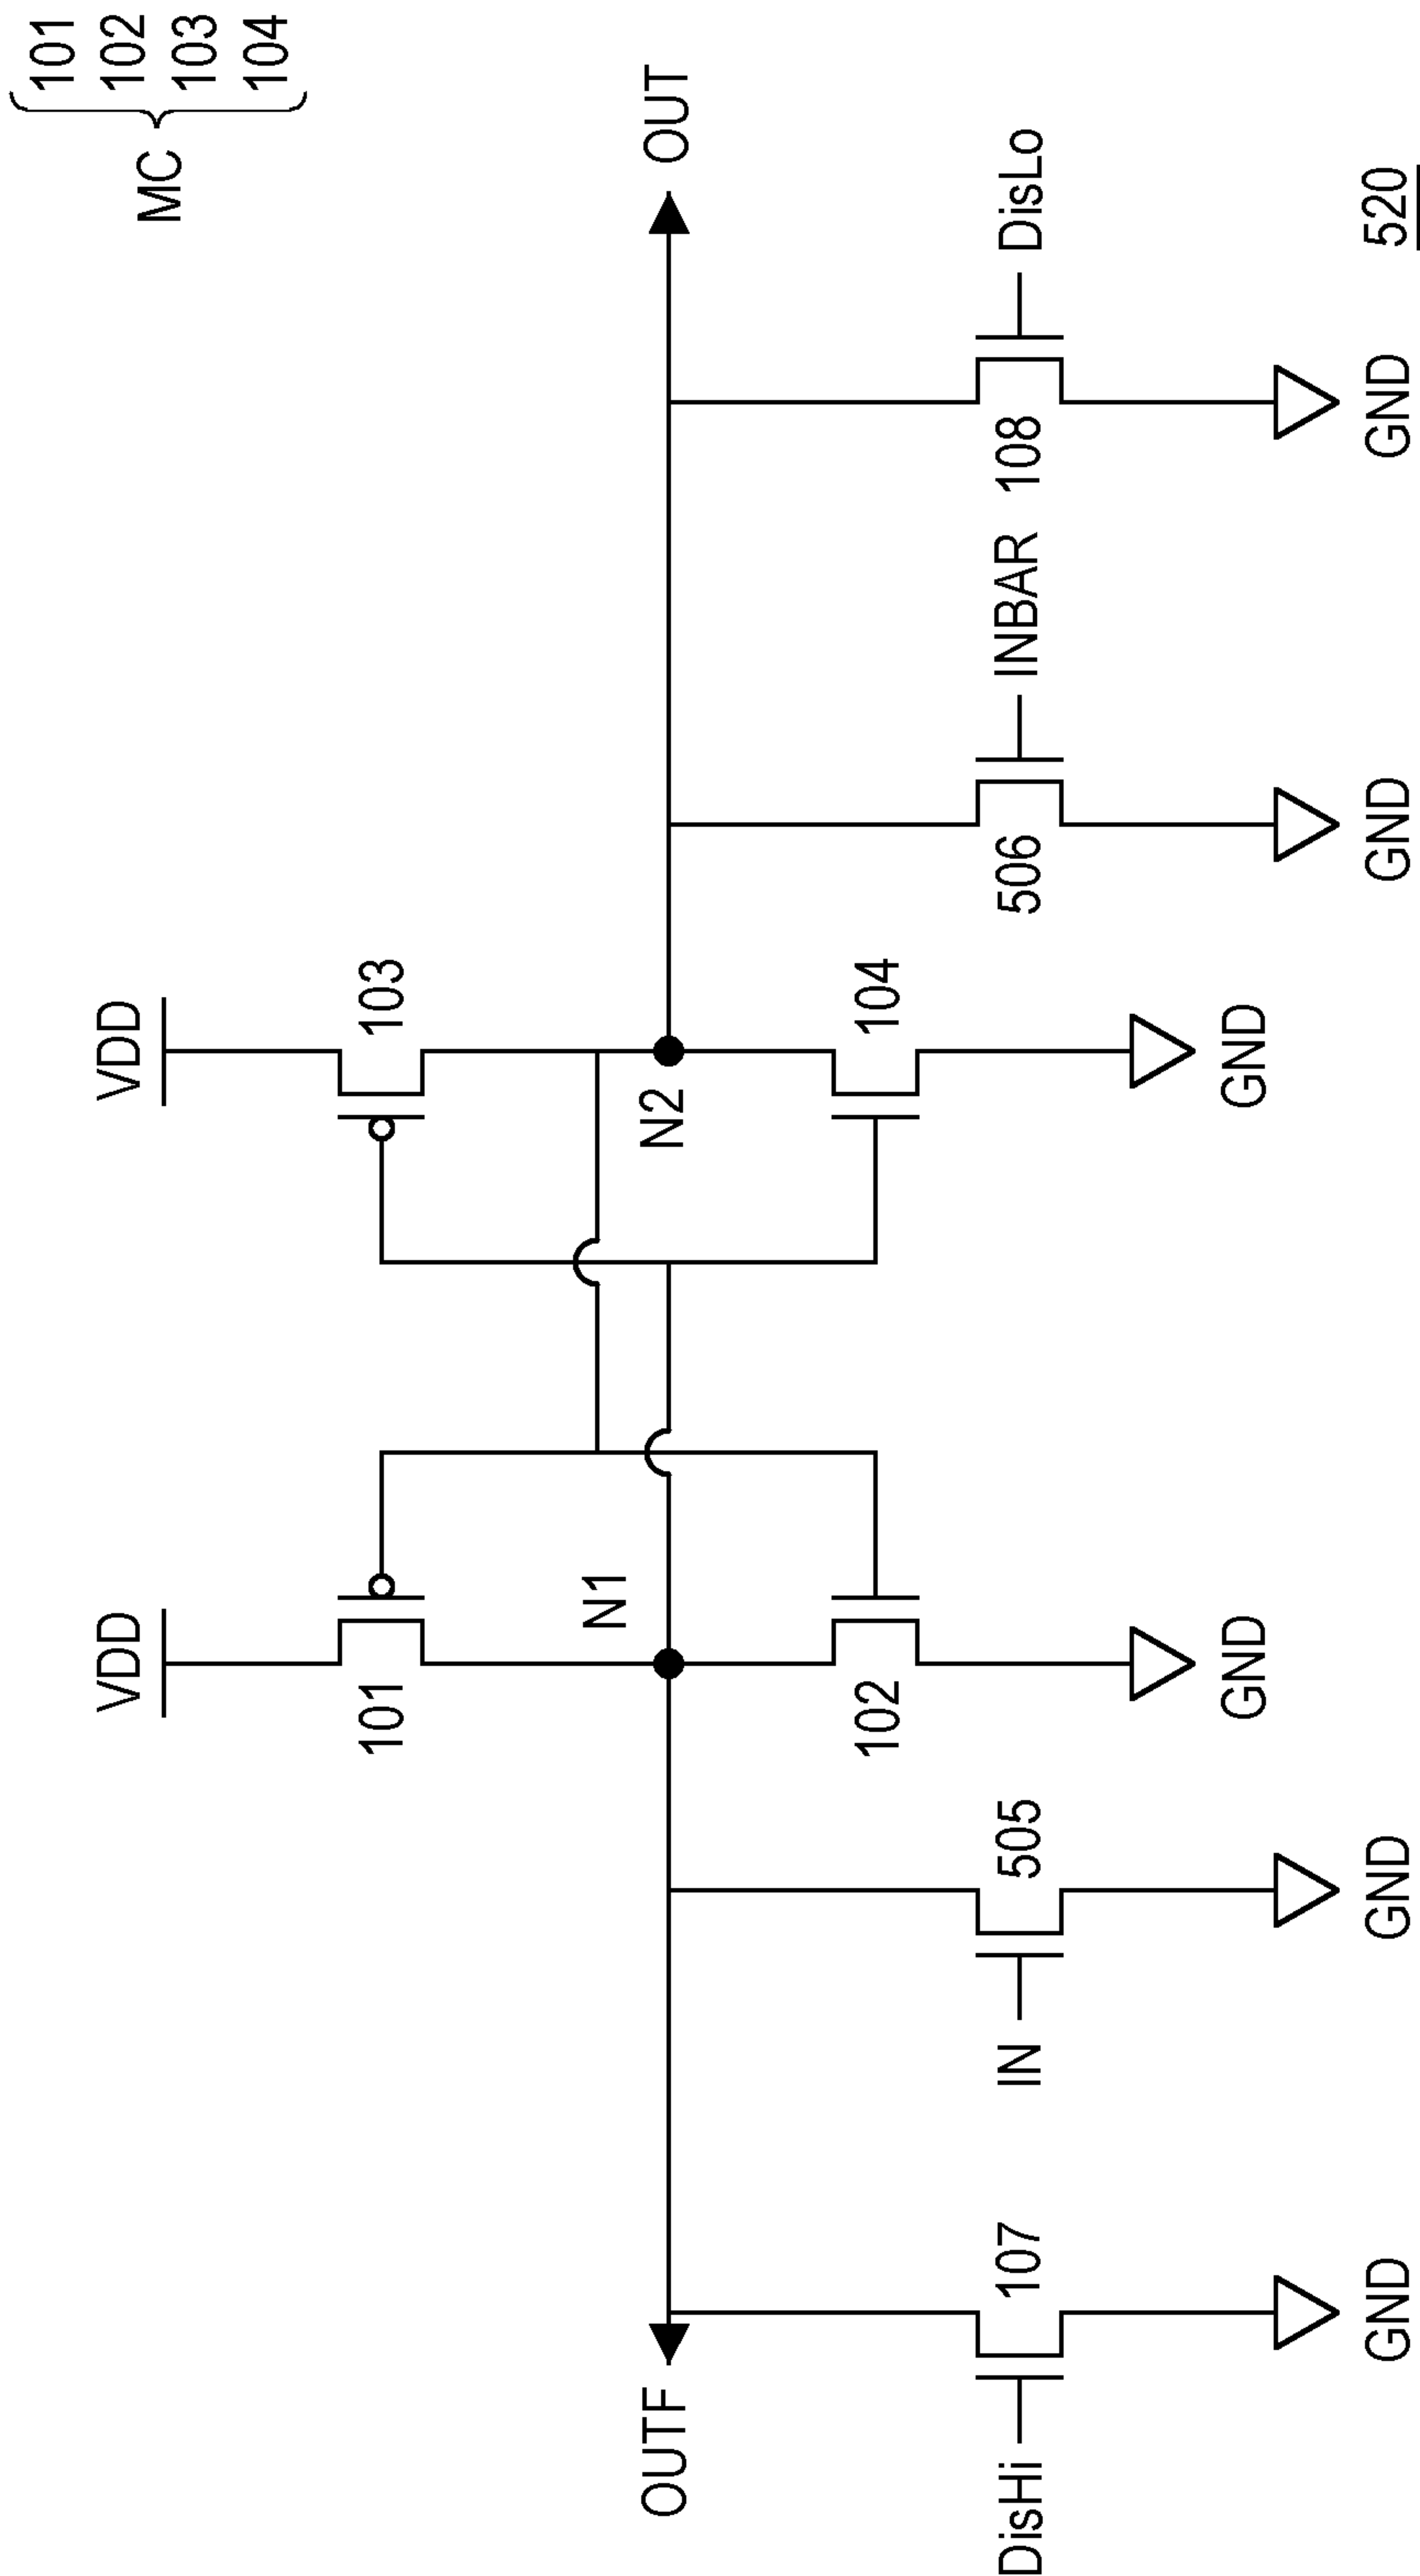 101
102
MC
103
104
VDD
VDD
101
103
N1
N2
OUTF
OUT
102
104
DisHi
107
IN
505
506
INBAR
108
DisLo
GND
GND
GND
GND
GND
GND
520